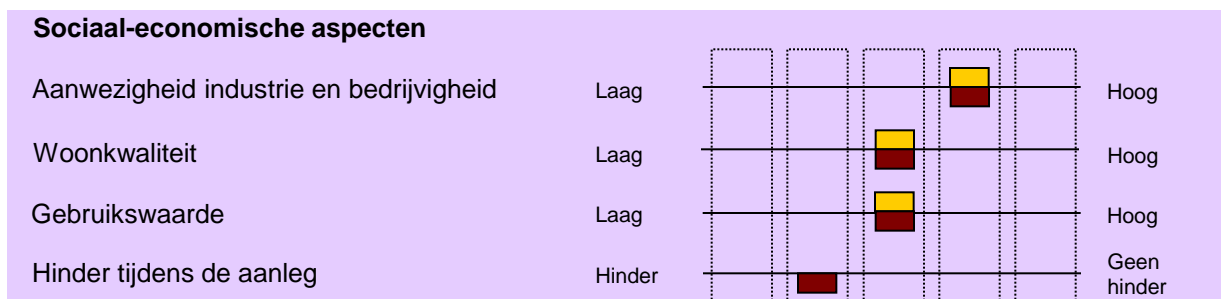 Sociaal-economische aspecten
Aanwezigheid industrie en bedrijvigheid Laag Hoog
Woonkwaliteit Laag Hoog
Gebruikswaarde Laag Hoog
Hinder tijdens de aanleg Hinder Geen
hinder